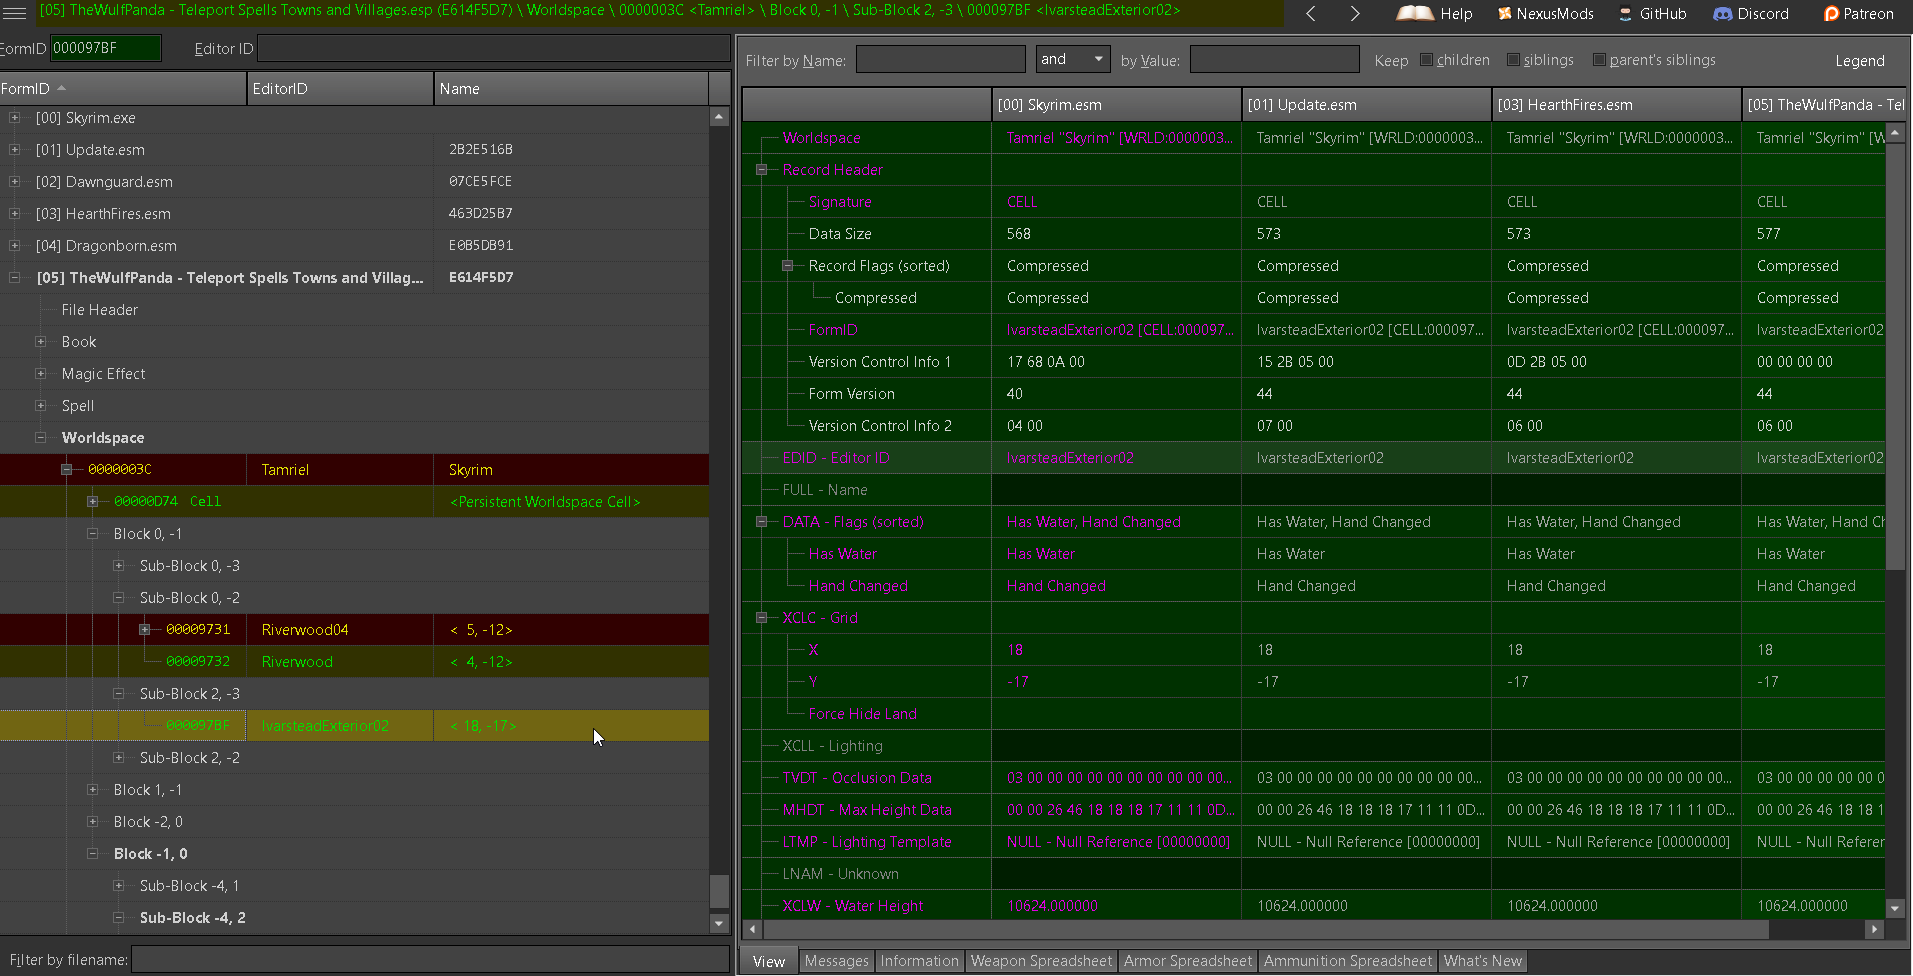 [05] TheWulfPanda - Teleport Spells Towns and Villages.esp (E614F5D7) \ Worldspace \ 0000003C <Tamriel> \ Block 0, -1 \ Sub-Block 2, -3 \ 000097BF <IvarsteadExterior02>
Help NexusMods GitHub Discord Patreon
FormID 000097BF Editor ID
FormID EditorID Name
[00] Skyrim.exe
[01] Update.esm 2B2E516B
[02] Dawnguard.esm 07CE5FCE
[03] HearthFires.esm 463D25B7
[04] Dragonborn.esm E0B5DB91
[05] TheWulfPanda - Teleport Spells Towns and Villag... E614F5D7
File Header
Book
Magic Effect
Spell
Worldspace
0000003C Tamriel Skyrim
00000D74 Cell <Persistent Worldspace Cell>
Block 0, -1
Sub-Block 0, -3
Sub-Block 0, -2
00009731 Riverwood04 < 5, -12>
00009732 Riverwood < 4, -12>
Sub-Block 2, -3
000097BF IvarsteadExterior02 < 18, -17>
Sub-Block 2, -2
Block 1, -1
Block -2, 0
Block -1, 0
Sub-Block -4, 1
Sub-Block -4, 2
Filter by filename:
Filter by Name: and by Value: Keep children siblings parent's siblings Legend
[00] Skyrim.esm [01] Update.esm [03] HearthFires.esm [05] TheWulfPanda - Tel
Worldspace Tamriel "Skyrim" [WRLD:0000003... Tamriel "Skyrim" [WRLD:0000003... Tamriel "Skyrim" [WRLD:0000003... Tamriel "Skyrim" [W
Record Header
Signature CELL CELL CELL CELL
Data Size 568 573 573 577
Record Flags (sorted) Compressed Compressed Compressed Compressed
Compressed Compressed Compressed Compressed Compressed
FormID IvarsteadExterior02 [CELL:000097... IvarsteadExterior02 [CELL:000097... IvarsteadExterior02 [CELL:000097... IvarsteadExterior02
Version Control Info 1 17 68 0A 00 15 2B 05 00 0D 2B 05 00 00 00 00 00
Form Version 40 44 44 44
Version Control Info 2 04 00 07 00 06 00 06 00
EDID - Editor ID IvarsteadExterior02 IvarsteadExterior02 IvarsteadExterior02 IvarsteadExterior02
FULL - Name
DATA - Flags (sorted) Has Water, Hand Changed Has Water, Hand Changed Has Water, Hand Changed Has Water, Hand Ch
Has Water Has Water Has Water Has Water Has Water
Hand Changed Hand Changed Hand Changed Hand Changed Hand Changed
XCLC - Grid
X 18 18 18 18
Y -17 -17 -17 -17
Force Hide Land
XCLL - Lighting
TVDT - Occlusion Data 03 00 00 00 00 00 00 00 00 00 00... 03 00 00 00 00 00 00 00 00 00 00... 03 00 00 00 00 00 00 00 00 00 00... 03 00 00 00 00 00 0
MHDT - Max Height Data 00 00 26 46 18 18 18 17 11 11 0D... 00 00 26 46 18 18 18 17 11 11 0D... 00 00 26 46 18 18 18 17 11 11 0D... 00 00 26 46 18 18 1
LTMP - Lighting Template NULL - Null Reference [00000000] NULL - Null Reference [00000000] NULL - Null Reference [00000000] NULL - Null Referer
LNAM - Unknown
XCLW - Water Height 10624.000000 10624.000000 10624.000000 10624.000000
View Messages Information Weapon Spreadsheet Armor Spreadsheet Ammunition Spreadsheet What's New